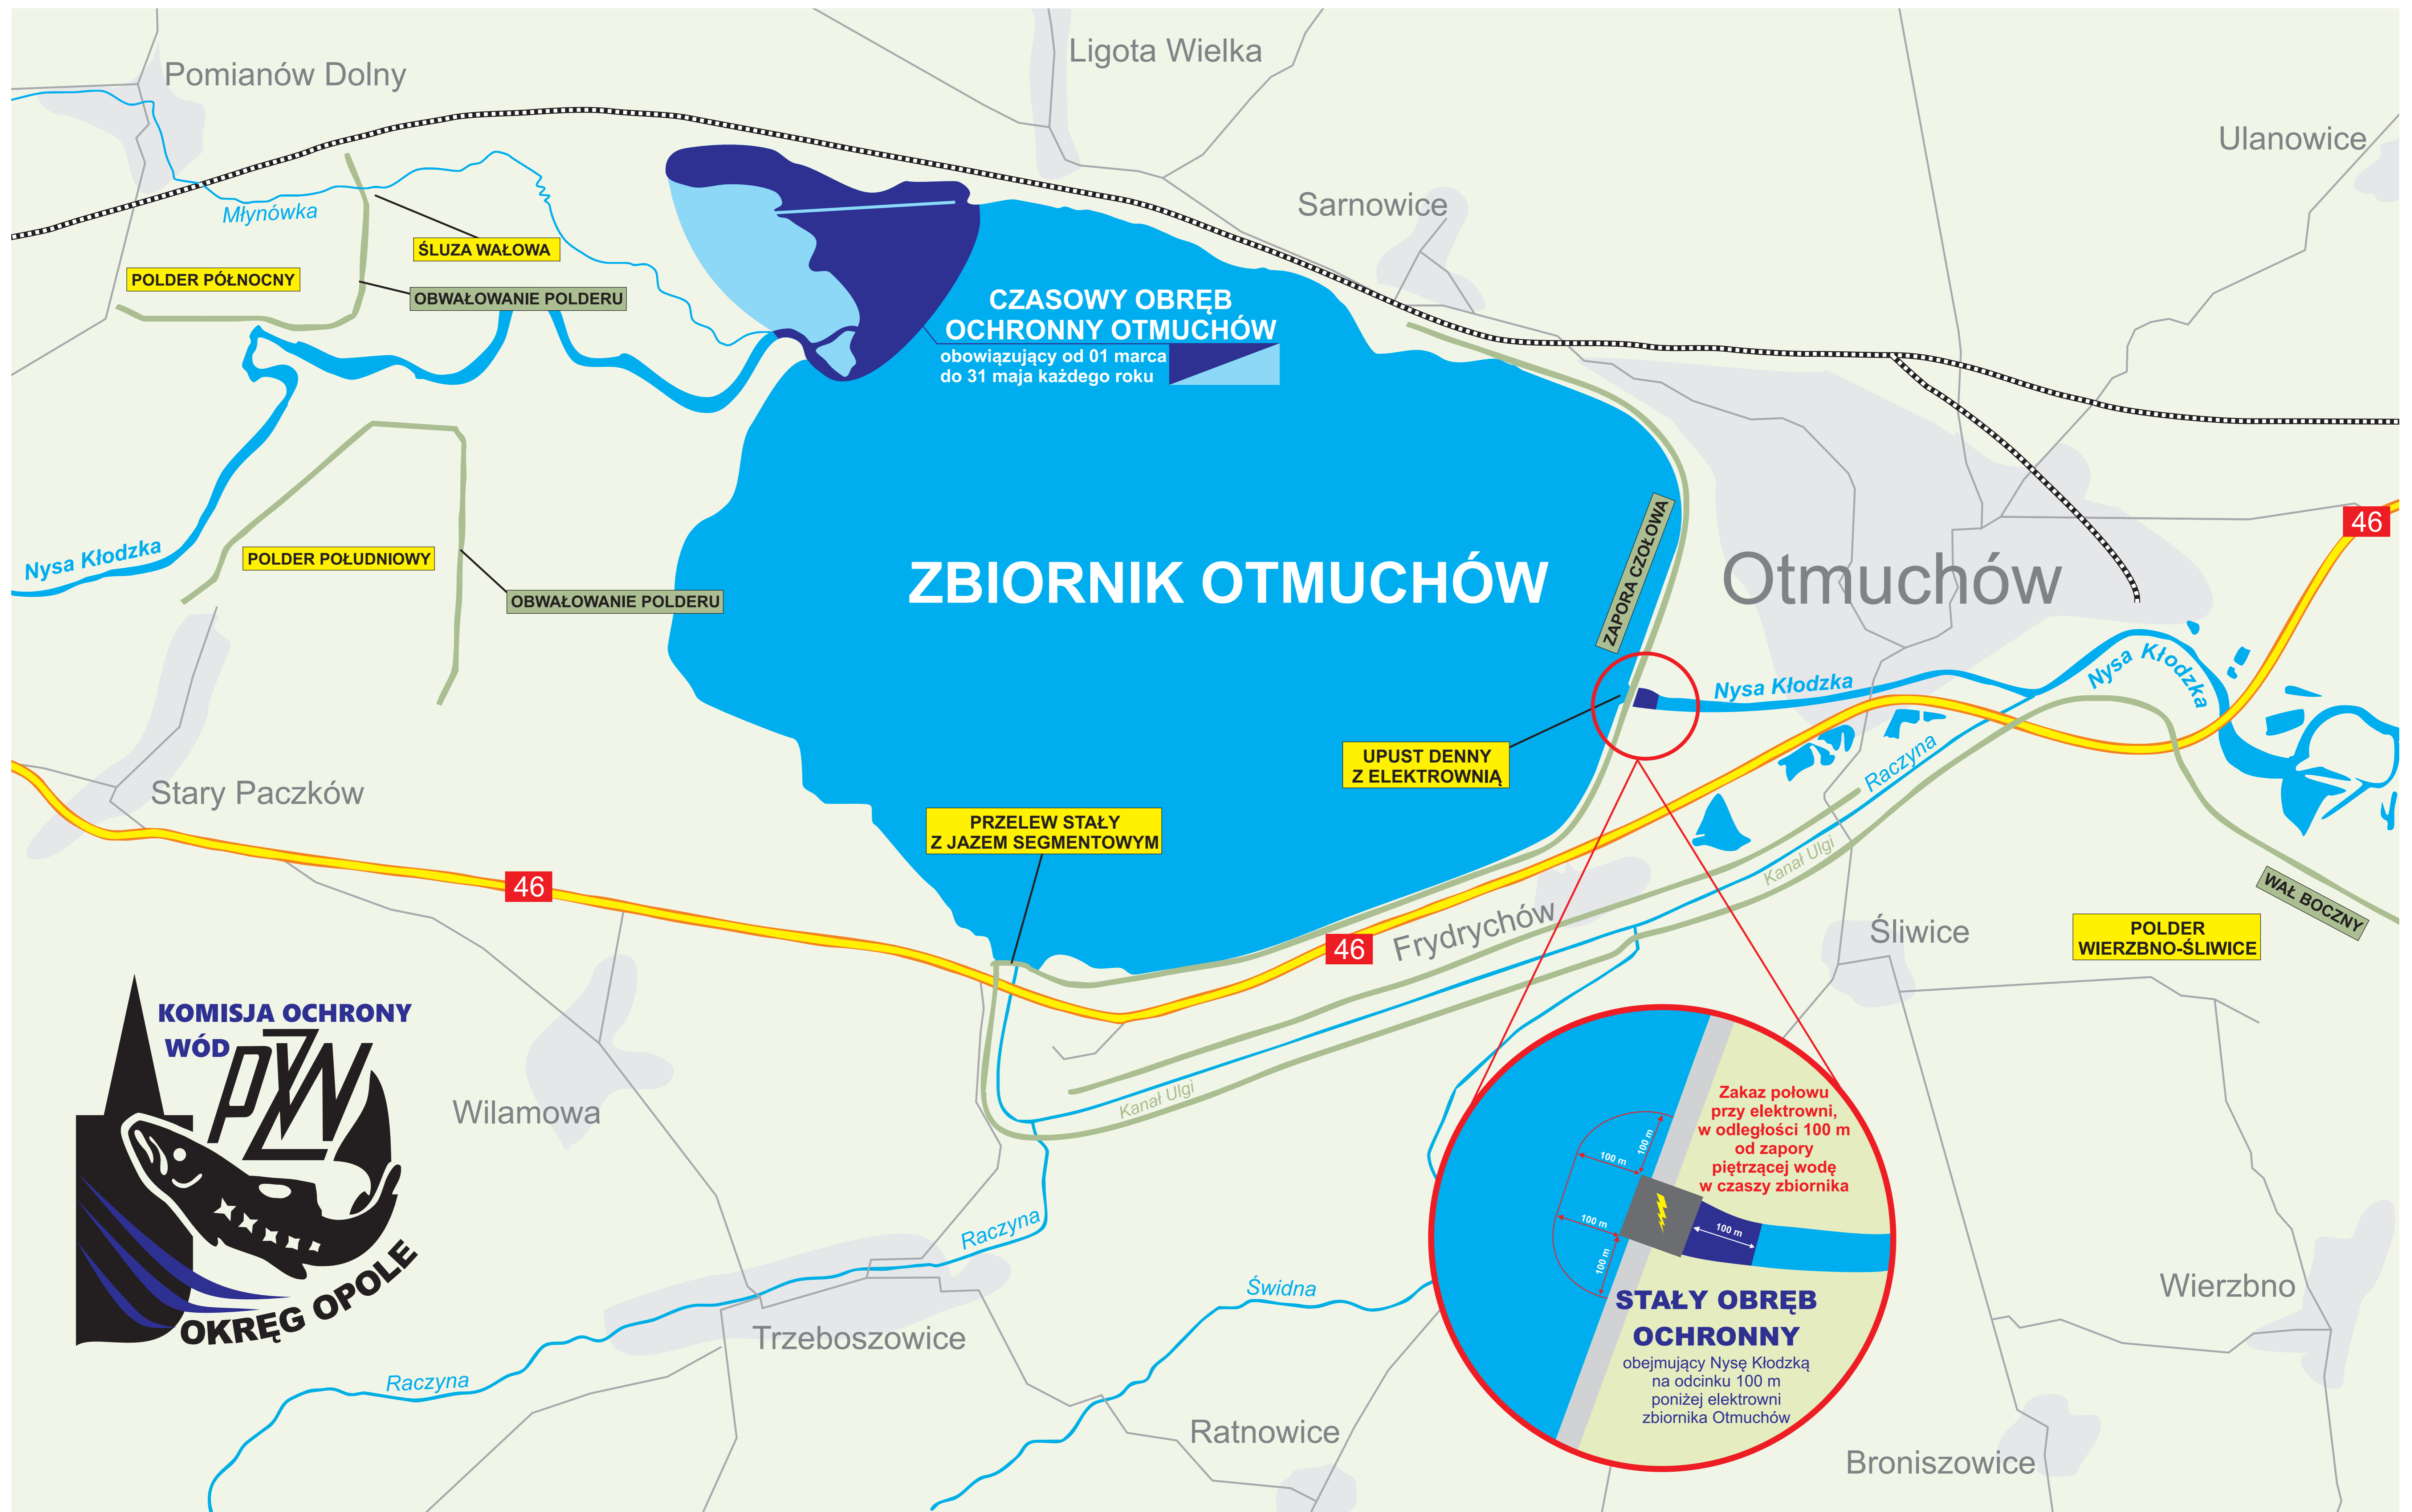 Pomianów Dolny
Ligota Wielka
Ulanowice
Sarnowice
Młynówka
ŚLUZA WAŁOWA
POLDER PÓŁNOCNY
OBWAŁOWANIE POLDERU
CZASOWY OBRĘB
OCHRONNY OTMUCHÓW
obowiązujący od 01 marca
do 31 maja każdego roku
46
ZAPORA CZOŁOWA
Nysa Kłodzka
POLDER POŁUDNIOWY
OBWAŁOWANIE POLDERU
ZBIORNIK OTMUCHÓW
Otmuchów
Nysa Kłodzka
Nysa Kłodzka
UPUST DENNY
Z ELEKTROWNIĄ
Raczyna
Stary Paczków
PRZELEW STAŁY
Z JAZEM SEGMENTOWYM
Kanał Ulgi
46
WAŁ BOCZNY
Frydrychów
46
Śliwice
POLDER
WIERZBNO-ŚLIWICE
KOMISJA OCHRONY
WÓD
PZW
OKRĘG OPOLE
Wilamowa
Kanał Ulgi
Zakaz połowu
przy elektrowni,
w odległości 100 m
od zapory
piętrzącej wodę
w czaszy zbiornika
100 m
100 m
100 m
100 m
100 m
STAŁY OBRĘB
OCHRONNY
obejmujący Nysę Kłodzką
na odcinku 100 m
poniżej elektrowni
zbiornika Otmuchów
Raczyna
Świdna
Wierzbno
Trzeboszowice
Raczyna
Ratnowice
Broniszowice